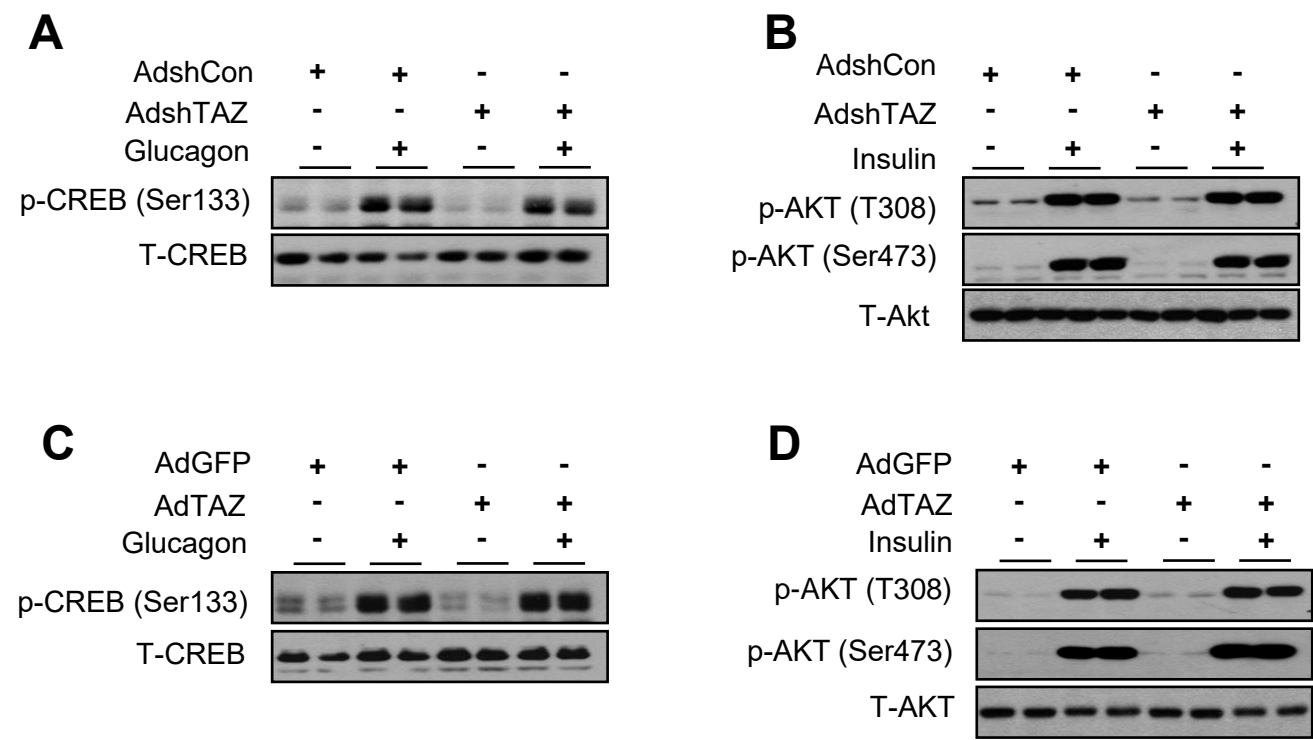 A
AdshCon + + - -
AdshTAZ - - + +
Glucagon - + - +
p-CREB (Ser133)
T-CREB
B
AdshCon + + - -
AdshTAZ - - + +
Insulin - + - +
p-AKT (T308)
p-AKT (Ser473)
T-Akt
C
AdGFP + + - -
AdTAZ - - + +
Glucagon - + - +
p-CREB (Ser133)
T-CREB
D
AdGFP + + - -
AdTAZ - - + +
Insulin - + - +
p-AKT (T308)
p-AKT (Ser473)
T-AKT